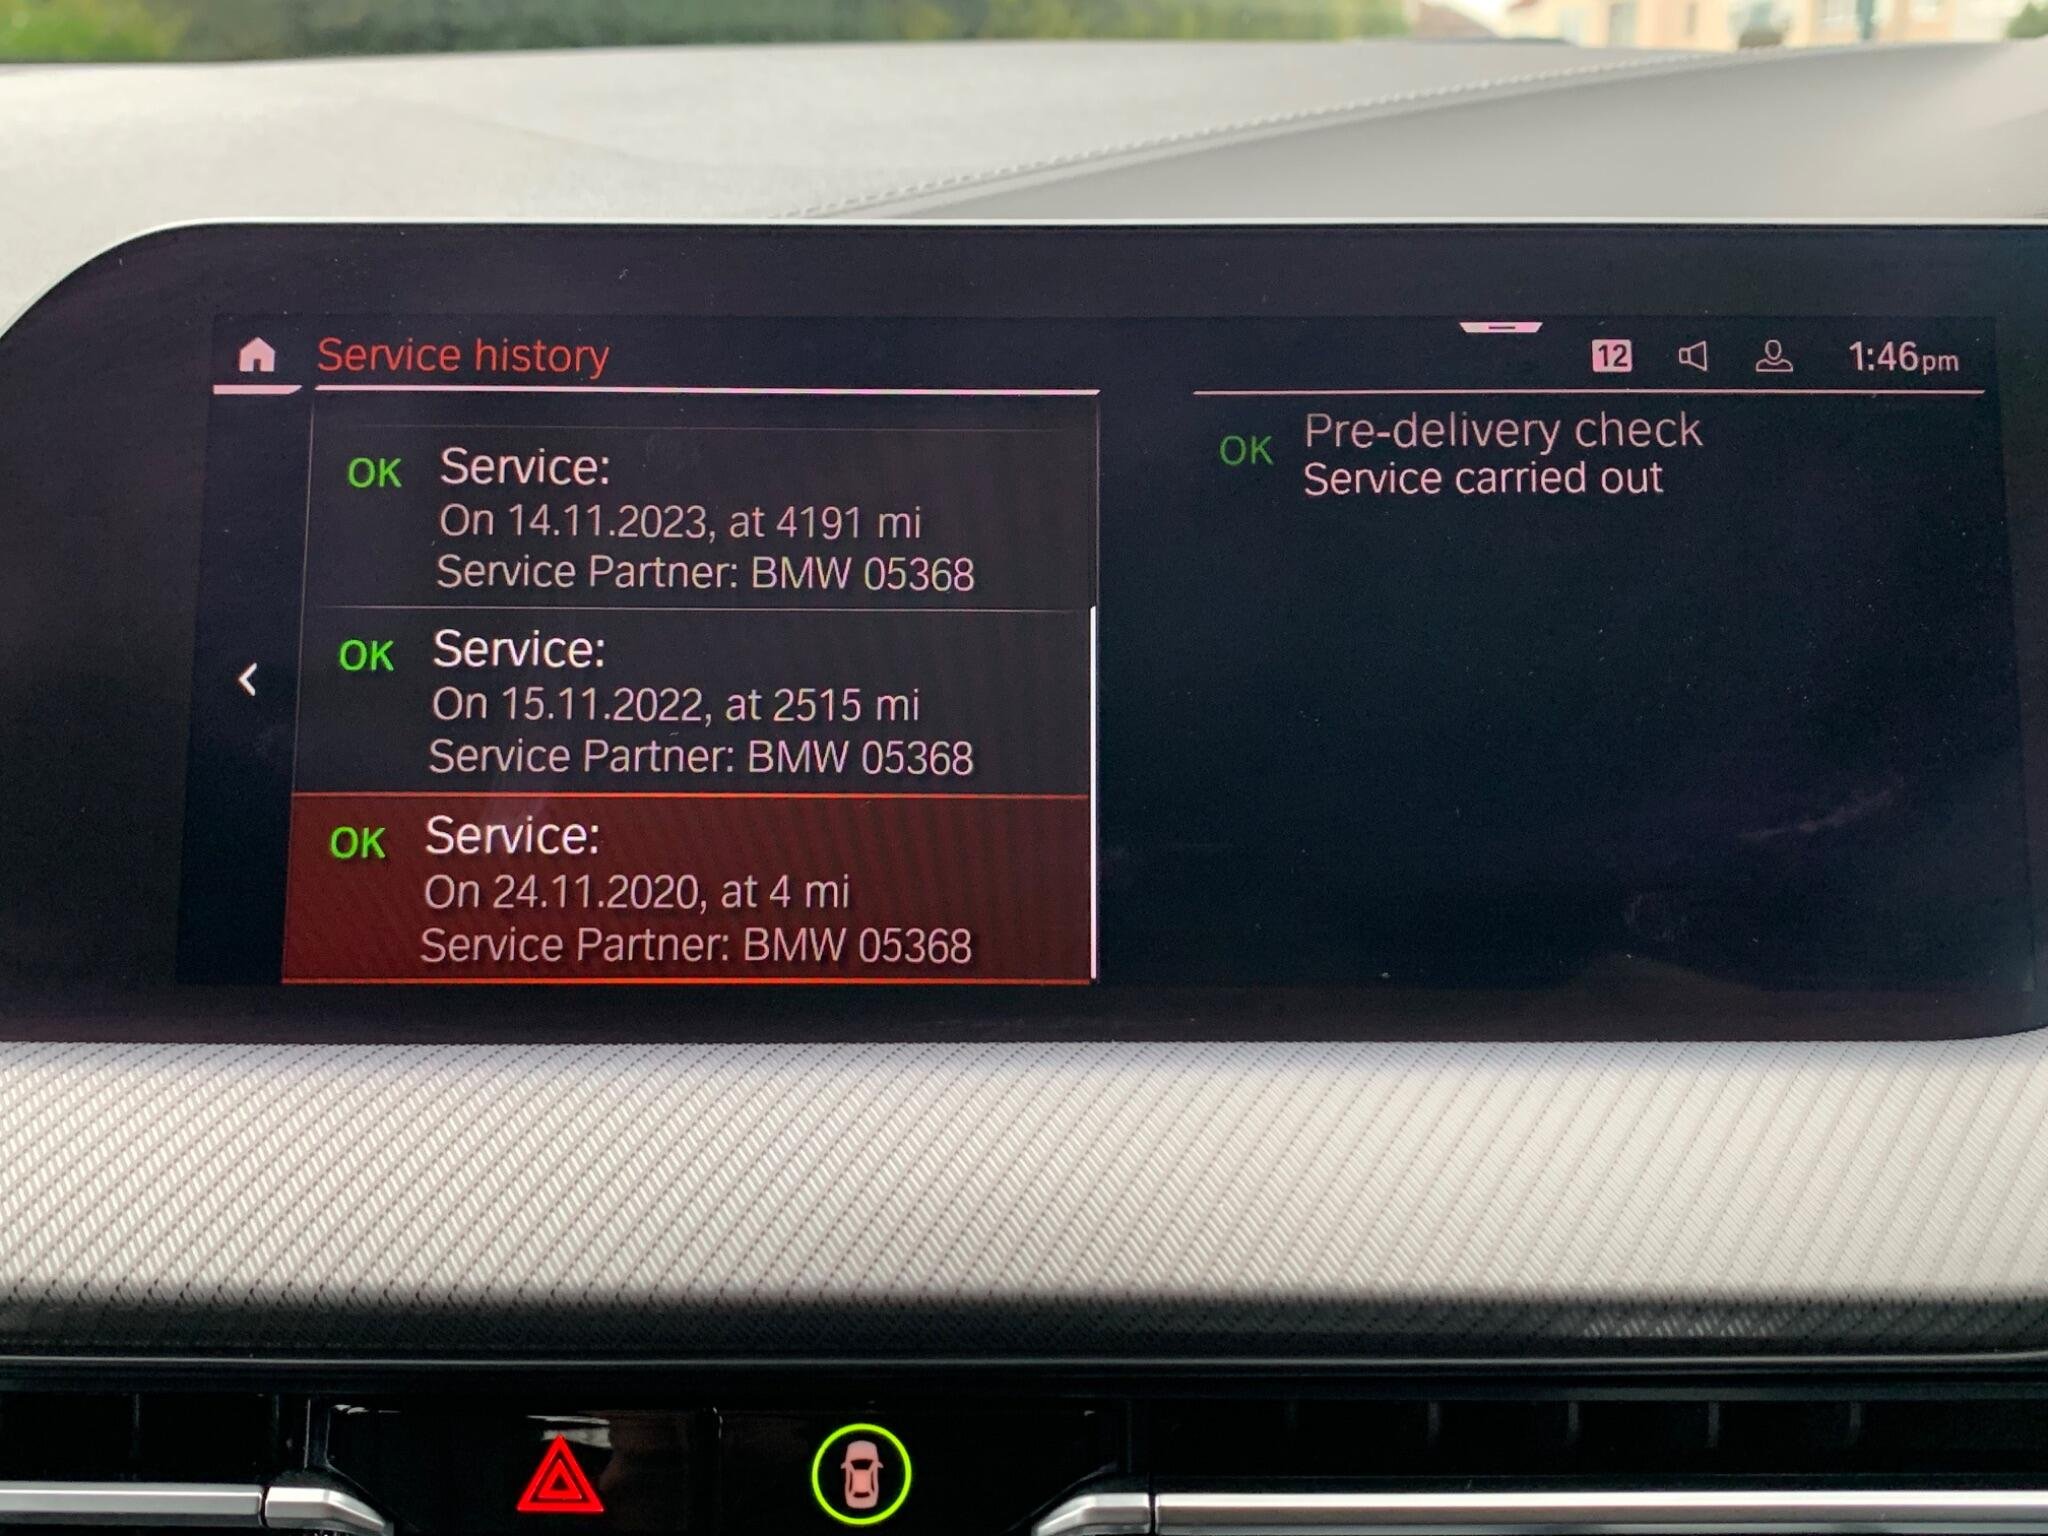 Service history
12
1:46pm
OK Service:
On 14.11.2023, at 4191 mi
Service Partner: BMW 05368
OK Service:
On 15.11.2022, at 2515 mi
Service Partner: BMW 05368
OK Service:
On 24.11.2020, at 4 mi
Service Partner: BMW 05368
OK Pre-delivery check
Service carried out